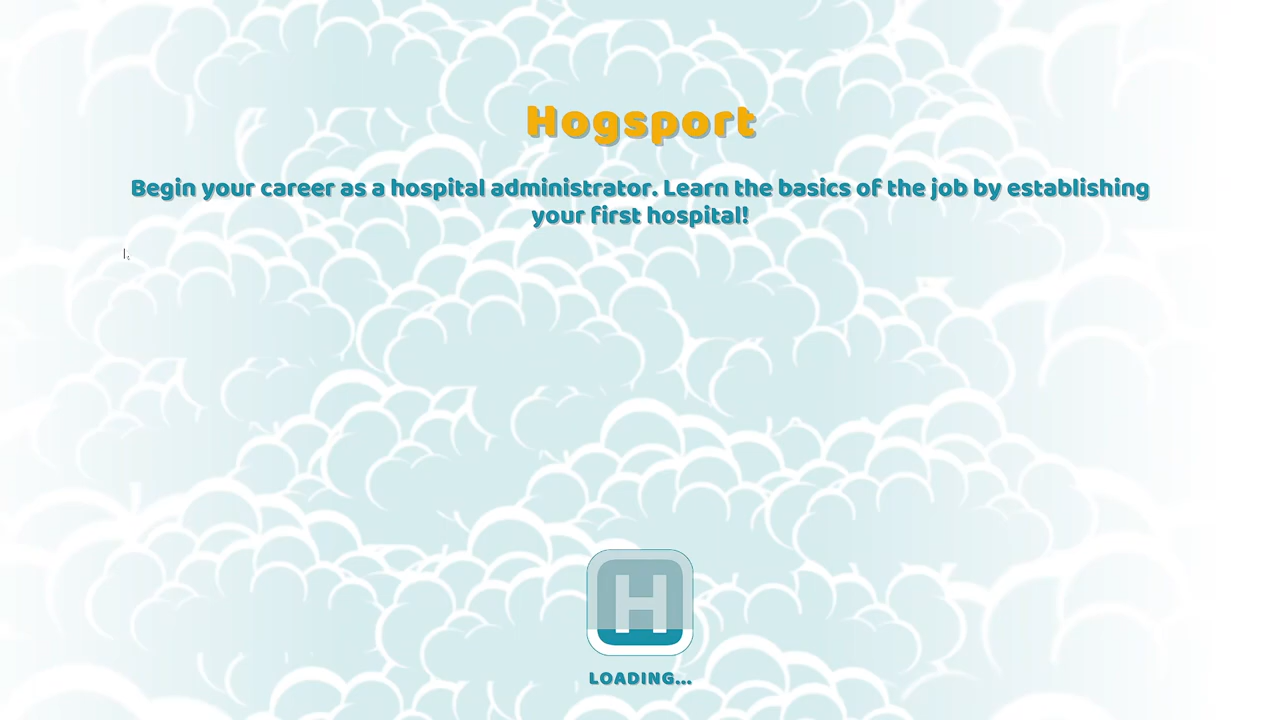 Hogsport
Begin your career as a hospital administrator. Learn the basics of the job by establishing
your first hospital!
H
LOADING...